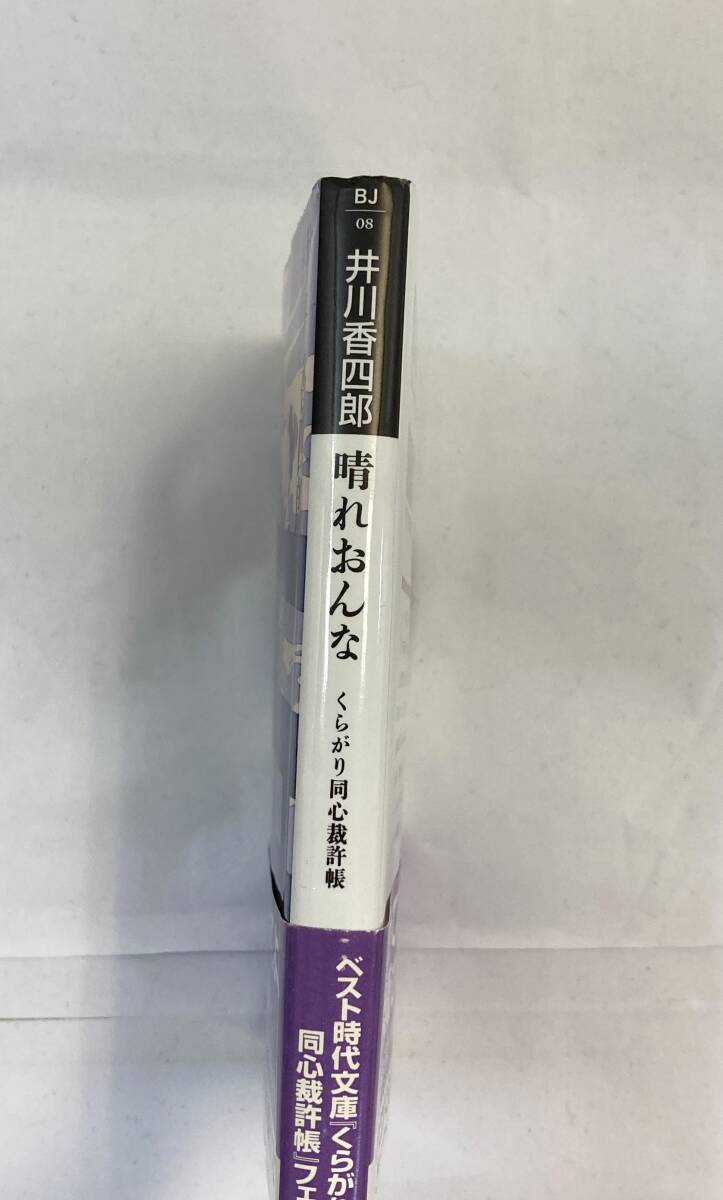 BJ
08
井川香四郎
晴れおんな
くらがり同心裁許帳
ベスト時代文庫『くらが
同心裁許帳』フェ